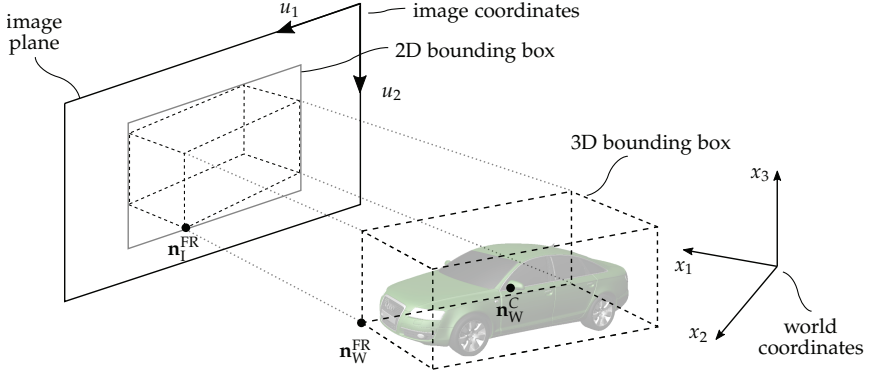 u₁
image coordinates
image
plane
2D bounding box
u₂
3D bounding box
x₃
n_I^FR
x₁
n_W^C
x₂
n_W^FR
world
coordinates